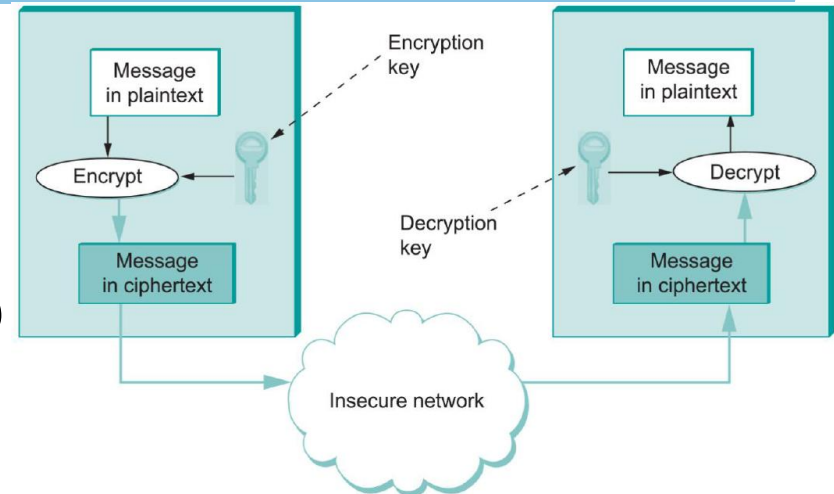 Message
in plaintext
Encrypt
Message
in ciphertext
)
Encryption
key
Decryption
key
Insecure network
Message
in plaintext
Decrypt
Message
in ciphertext